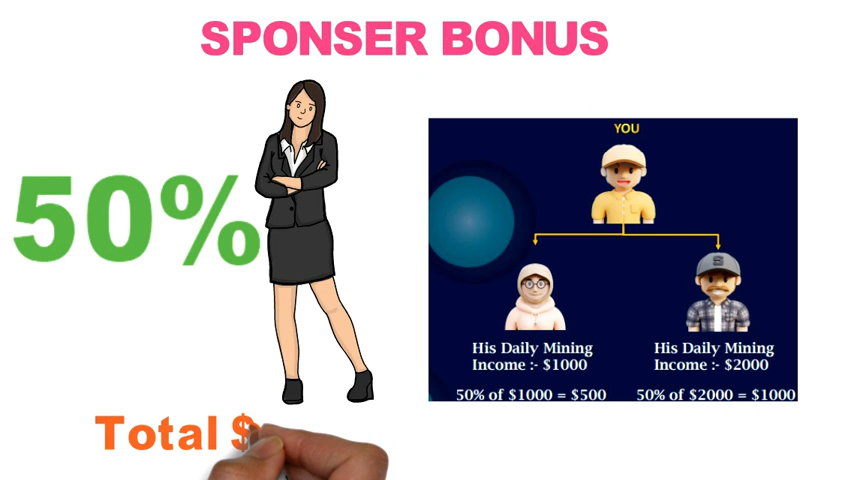 SPONSER BONUS
50%
YOU
His Daily Mining
Income :- $1000
50% of $1000 = $500
His Daily Mining
Income :- $2000
50% of $2000 = $1000
Total $